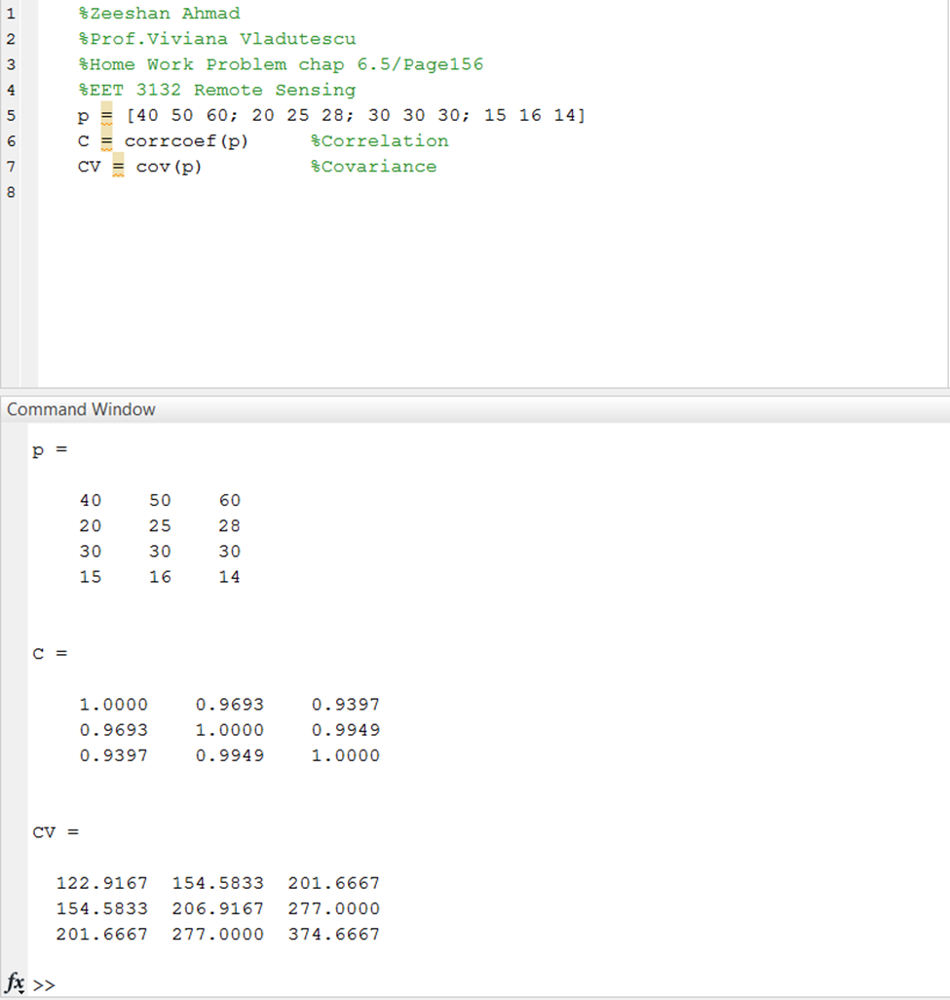 1 %Zeeshan Ahmad
2 %Prof.Viviana Vladutescu
3 %Home Work Problem chap 6.5/Page156
4 %EET 3132 Remote Sensing
5 p = [40 50 60; 20 25 28; 30 30 30; 15 16 14]
6 C = corrcoef(p) %Correlation
7 CV = cov(p) %Covariance
8
Command Window
p =
40 50 60
20 25 28
30 30 30
15 16 14
C =
1.0000 0.9693 0.9397
0.9693 1.0000 0.9949
0.9397 0.9949 1.0000
CV =
122.9167 154.5833 201.6667
154.5833 206.9167 277.0000
201.6667 277.0000 374.6667
fx >>